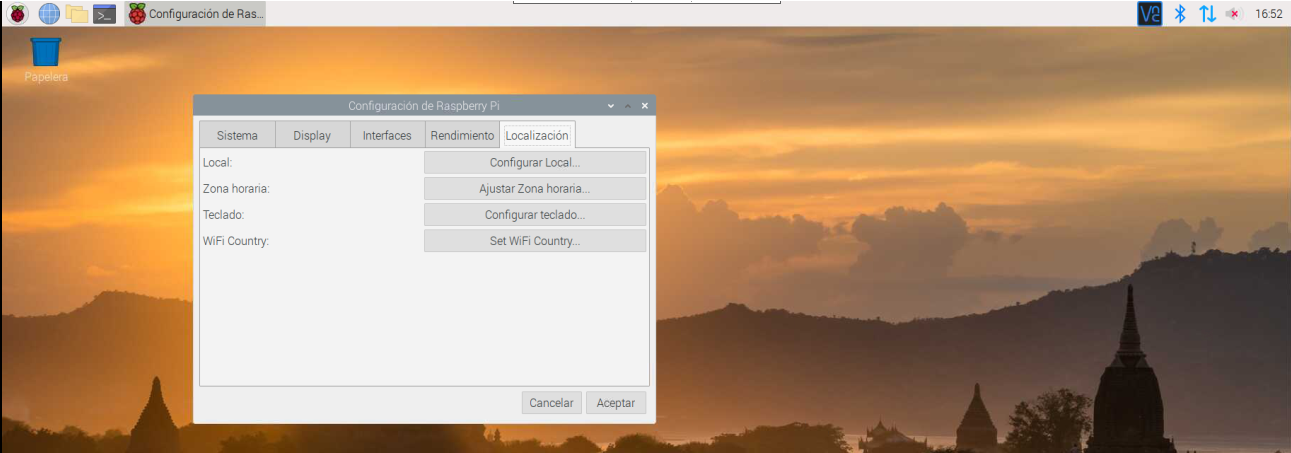 Configuración de Ras...
16:52
Papelera
Configuración de Raspberry Pi
Sistema
Display
Interfaces
Rendimiento
Localización
Local:
Configurar Local...
Zona horaria:
Ajustar Zona horaria...
Teclado:
Configurar teclado...
WiFi Country:
Set WiFi Country...
Cancelar
Aceptar